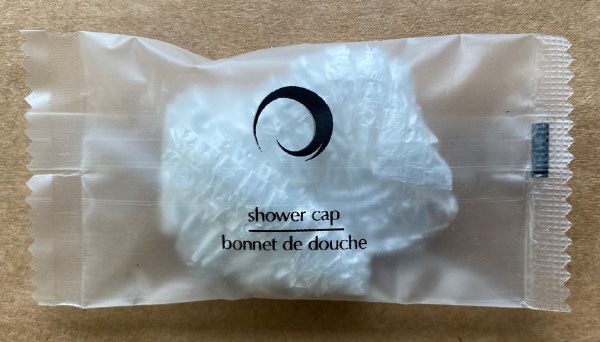 shower cap
bonnet de douche